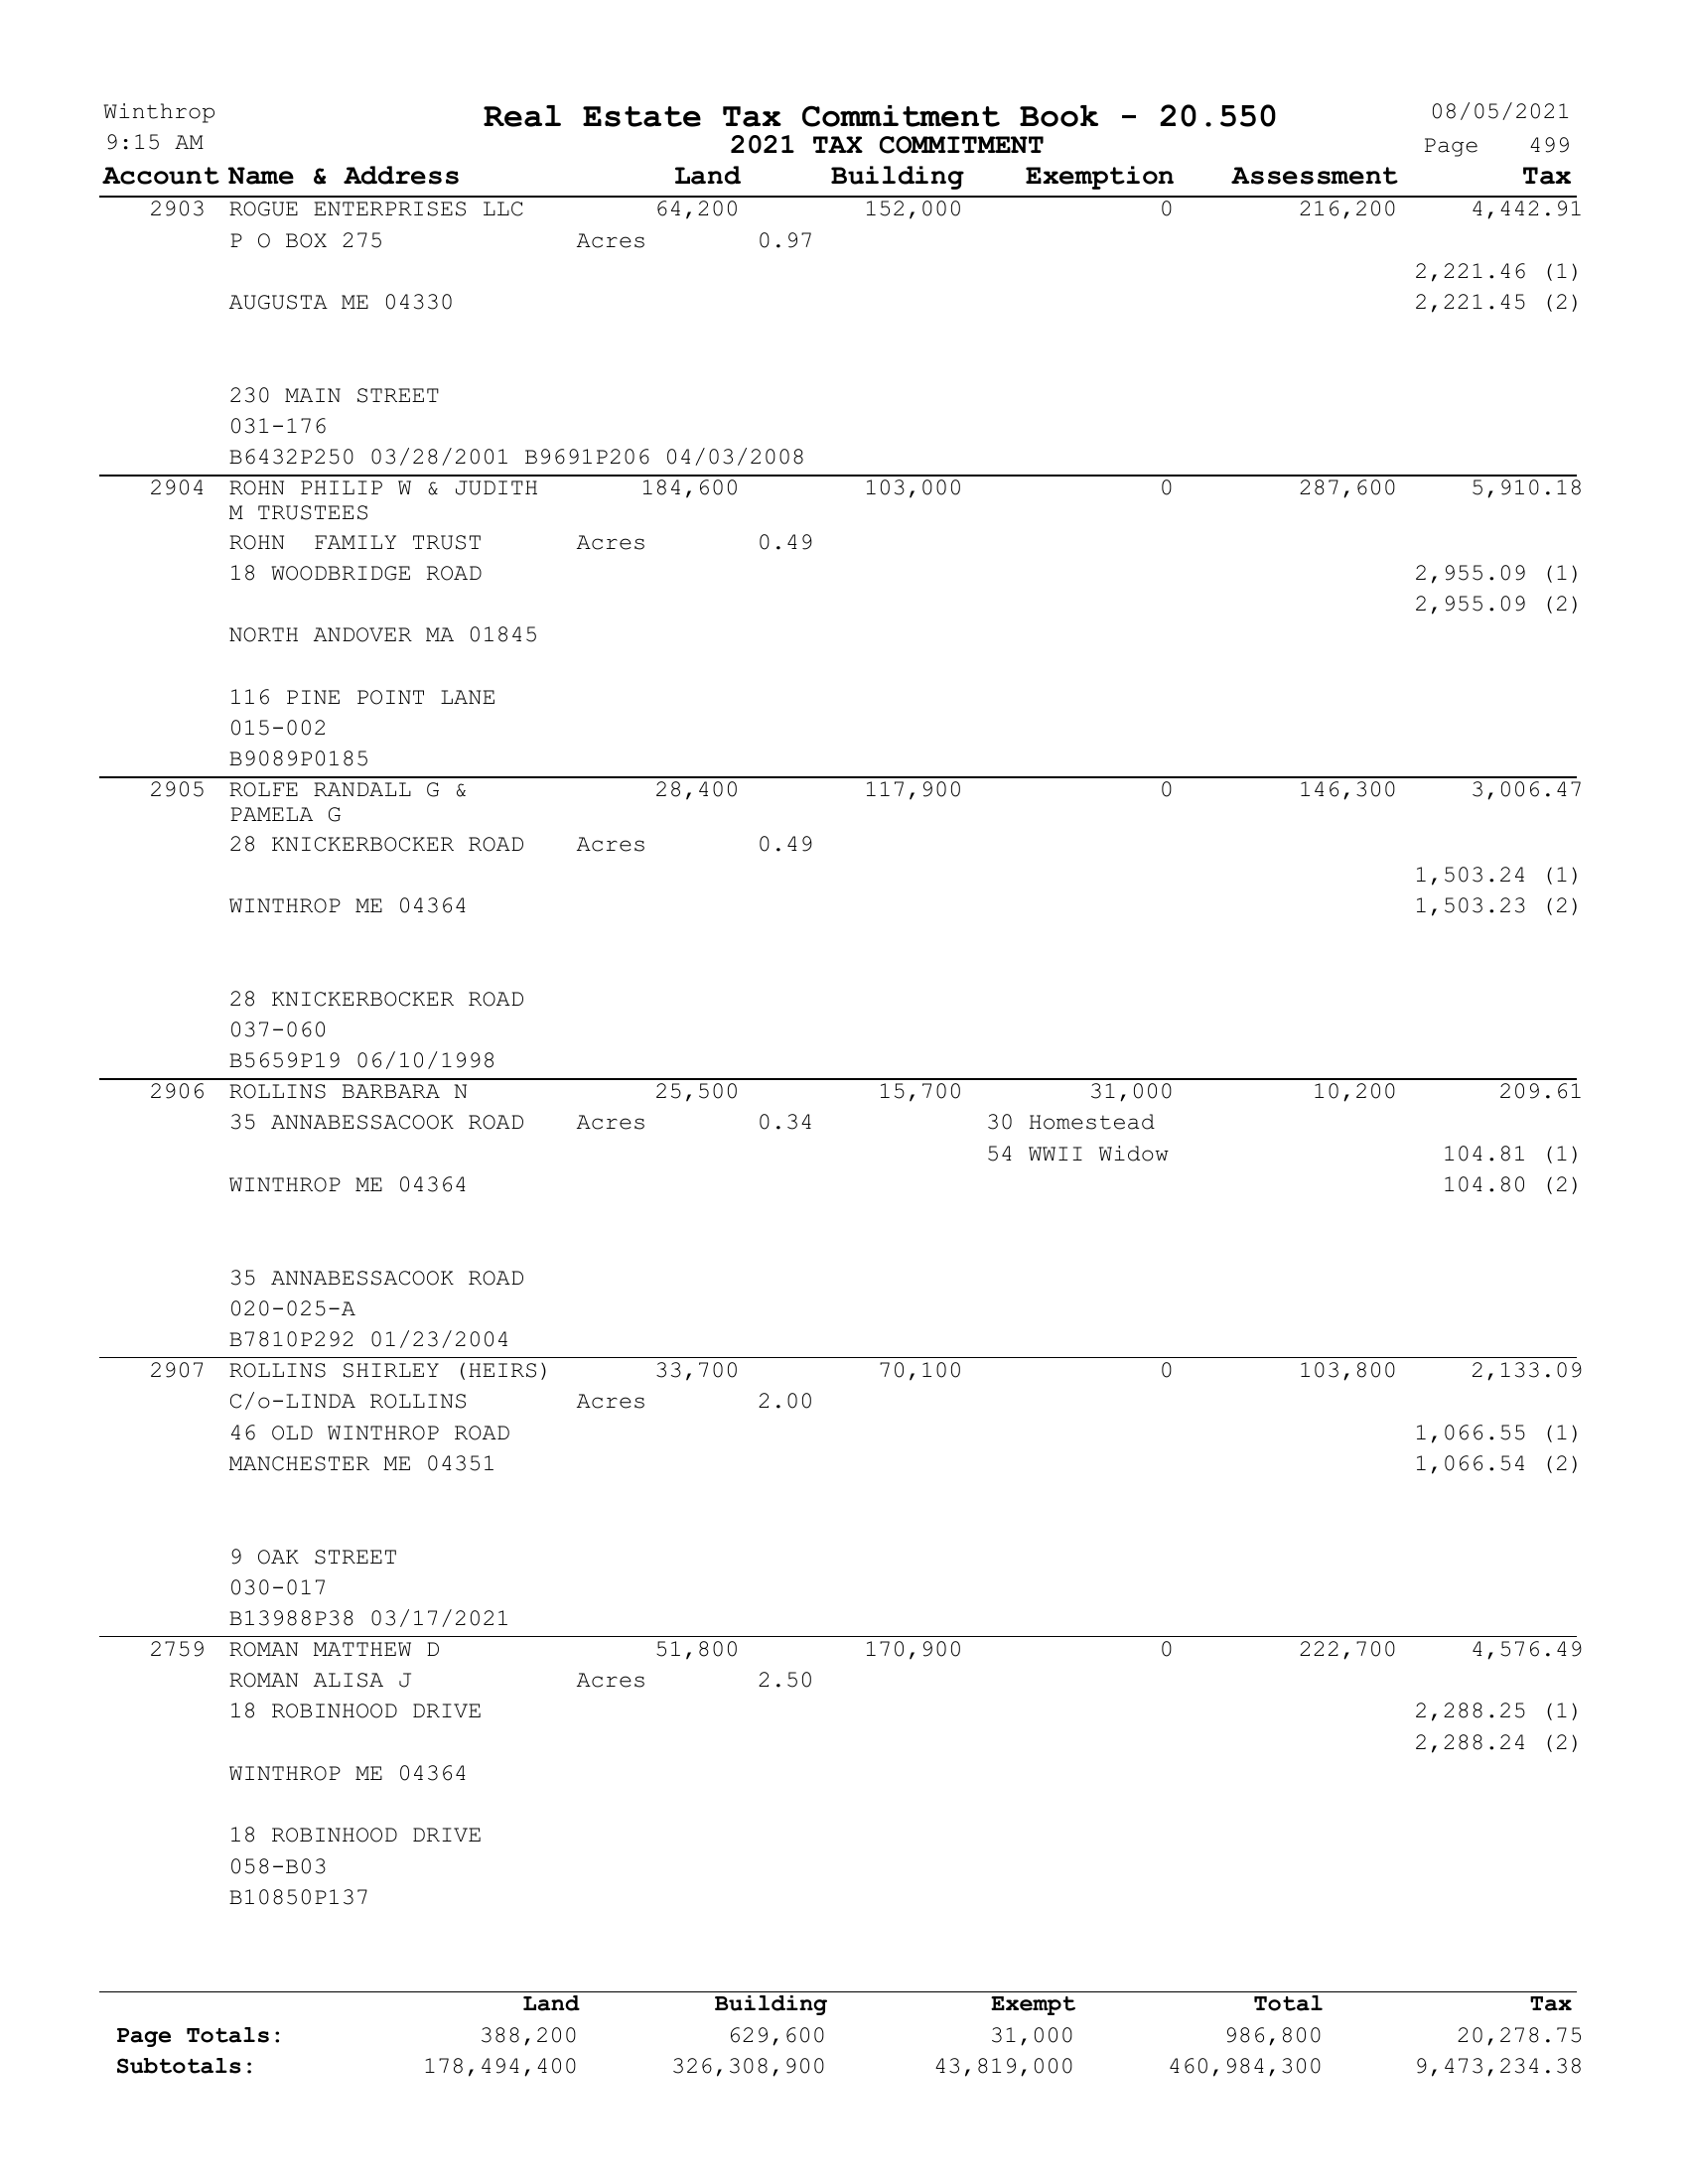 Winthrop Real Estate Tax Commitment Book - 20.550 08/05/2021
9:15 AM 2021 TAX COMMITMENT Page 499
Account Name & Address Land Building Exemption Assessment Tax
2903 ROGUE ENTERPRISES LLC 64,200 152,000 0 216,200 4,442.91
P O BOX 275 Acres 0.97
2,221.46 (1)
AUGUSTA ME 04330 2,221.45 (2)
230 MAIN STREET
031-176
B6432P250 03/28/2001 B9691P206 04/03/2008
2904 ROHN PHILIP W & JUDITH 184,600 103,000 0 287,600 5,910.18
M TRUSTEES
ROHN  FAMILY TRUST Acres 0.49
18 WOODBRIDGE ROAD 2,955.09 (1)
2,955.09 (2)
NORTH ANDOVER MA 01845
116 PINE POINT LANE
015-002
B9089P0185
2905 ROLFE RANDALL G & 28,400 117,900 0 146,300 3,006.47
PAMELA G
28 KNICKERBOCKER ROAD Acres 0.49
1,503.24 (1)
WINTHROP ME 04364 1,503.23 (2)
28 KNICKERBOCKER ROAD
037-060
B5659P19 06/10/1998
2906 ROLLINS BARBARA N 25,500 15,700 31,000 10,200 209.61
35 ANNABESSACOOK ROAD Acres 0.34 30 Homestead
54 WWII Widow 104.81 (1)
WINTHROP ME 04364 104.80 (2)
35 ANNABESSACOOK ROAD
020-025-A
B7810P292 01/23/2004
2907 ROLLINS SHIRLEY (HEIRS) 33,700 70,100 0 103,800 2,133.09
C/o-LINDA ROLLINS Acres 2.00
46 OLD WINTHROP ROAD 1,066.55 (1)
MANCHESTER ME 04351 1,066.54 (2)
9 OAK STREET
030-017
B13988P38 03/17/2021
2759 ROMAN MATTHEW D 51,800 170,900 0 222,700 4,576.49
ROMAN ALISA J Acres 2.50
18 ROBINHOOD DRIVE 2,288.25 (1)
2,288.24 (2)
WINTHROP ME 04364
18 ROBINHOOD DRIVE
058-B03
B10850P137
Land Building Exempt Total Tax
Page Totals: 388,200 629,600 31,000 986,800 20,278.75
Subtotals: 178,494,400 326,308,900 43,819,000 460,984,300 9,473,234.38